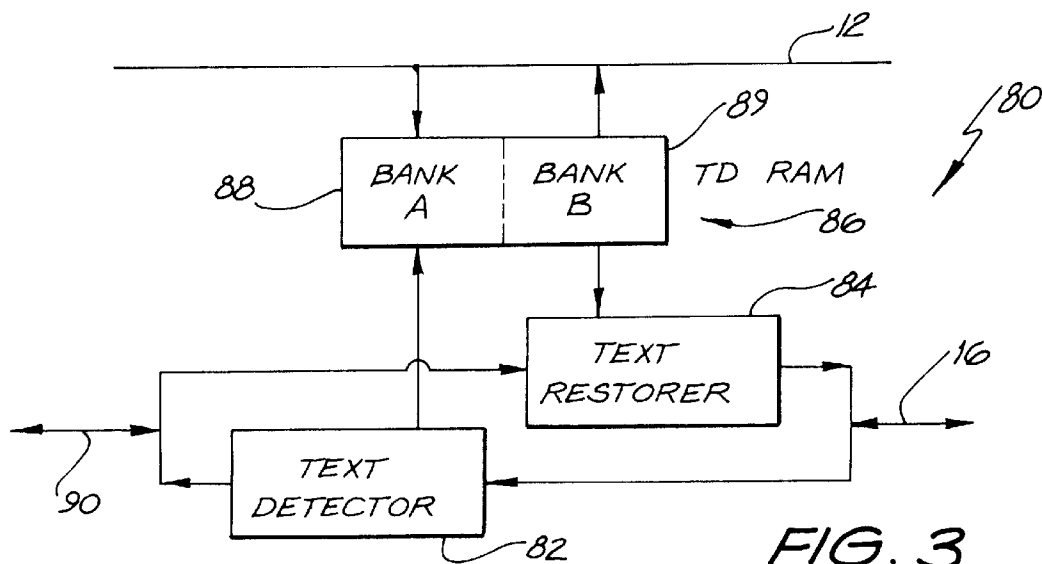 12
80
89
BANK A
BANK B
TD RAM
88
86
84
TEXT RESTORER
16
TEXT DETECTOR
90
82
FIG. 3